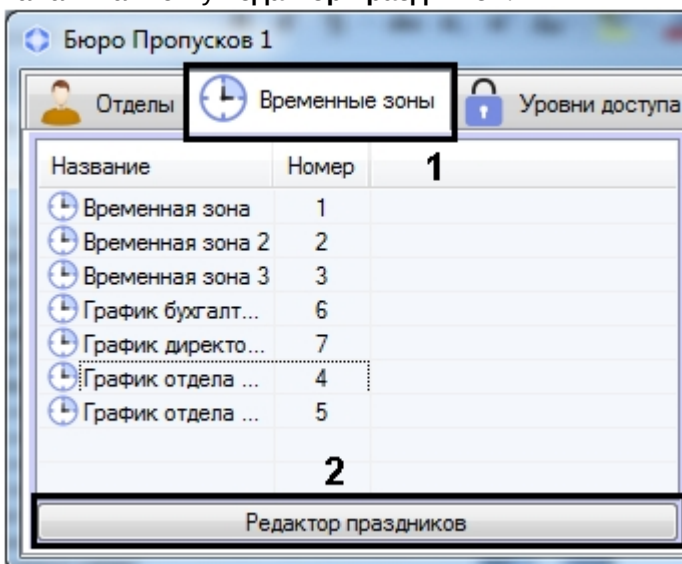 Бюро Пропусков 1
Отделы Временные зоны Уровни доступа
Название Номер 1
Временная зона 1
Временная зона 2 2
Временная зона 3 3
График бухгалт... 6
График директо... 7
График отдела ... 4
График отдела ... 5
2
Редактор праздников